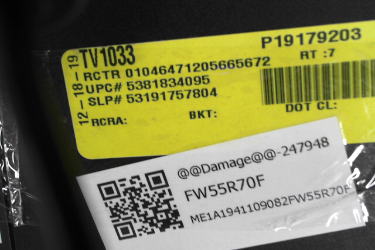 12-18-19
TV1033
P19179203
RCTR 01046471205665672
RT :7
UPC# 5381834095
SLP# 53191757804
RCRA:
BKT:
DOT CL:
@@Damage@@-247948
FW55R70F
ME1A1941109082FW55R70F